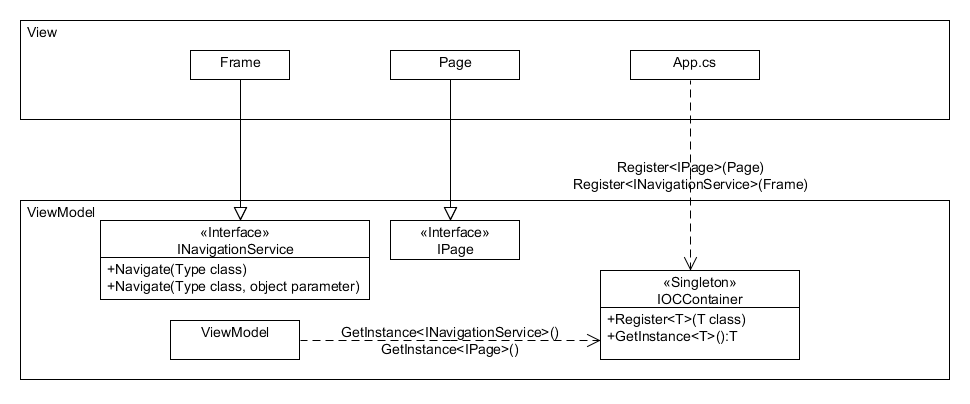 View
Frame
Page
App.cs
Register<IPage>(Page)
Register<INavigationService>(Frame)
ViewModel
«Interface»
INavigationService
+Navigate(Type class)
+Navigate(Type class, object parameter)
«Interface»
IPage
«Singleton»
IOCContainer
+Register<T>(T class)
+GetInstance<T>():T
ViewModel
GetInstance<INavigationService>()
GetInstance<IPage>()